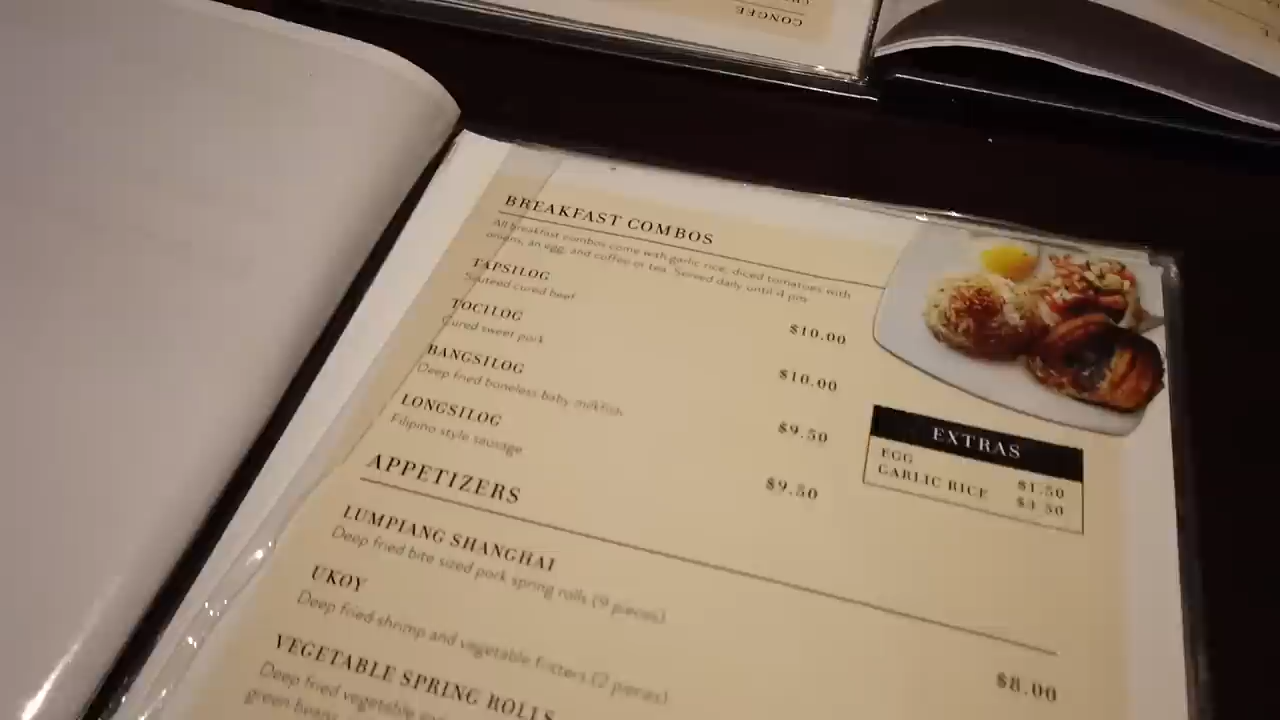 CONGEE
BREAKFAST COMBOS
All breakfast combos come with garlic rice, diced tomatoes with
onions, an egg, and coffee or tea. Served daily until 4 pm
TAPSILOG
Sauteed cured beef
$10.00
TOCILOG
Cured sweet pork
$10.00
BANGSILOG
Deep fried boneless baby milkfish
$9.50
LONGSILOG
Filipino style sausage
$9.50
EXTRAS
EGG $1.50
GARLIC RICE
APPETIZERS
LUMPIANG SHANGHAI
Deep fried bite sized pork spring rolls (9 pieces)
$8.00
UKOY
Deep fried shrimp and vegetable fritters (2 pieces)
VEGETABLE SPRING ROLLS
Deep fried vegetable
green beans